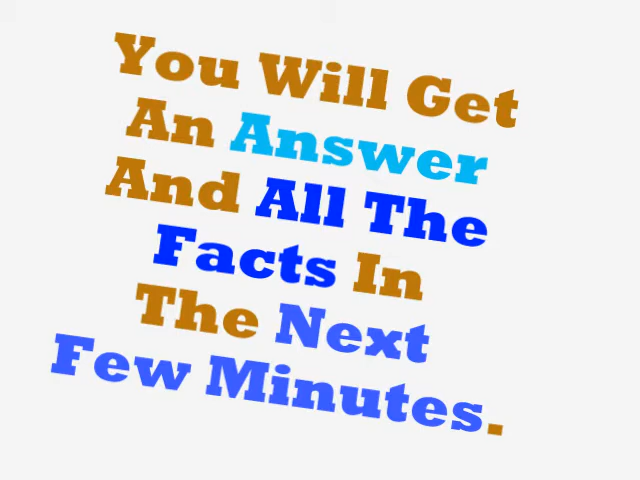 You Will Get
An Answer
And All The
Facts In
The Next
Few Minutes.